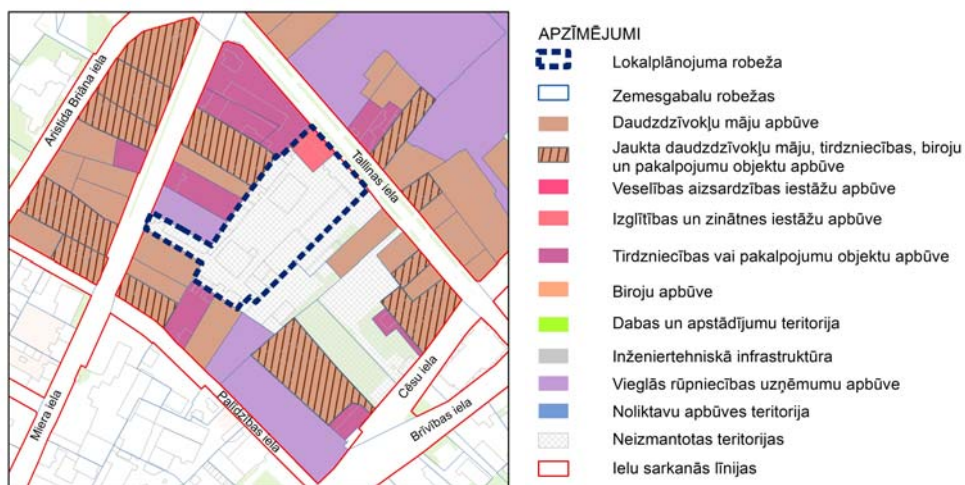 APZĪMĒJUMI
Lokalplānojuma robeža
Zemesgabalu robežas
Daudzdzīvokļu māju apbūve
Jaukta daudzdzīvokļu māju, tirdzniecības, biroju
un pakalpojumu objektu apbūve
Veselības aizsardzības iestāžu apbūve
Izglītības un zinātnes iestāžu apbūve
Tirdzniecības vai pakalpojumu objektu apbūve
Biroju apbūve
Dabas un apstādījumu teritorija
Inženiertehniskā infrastruktūra
Vieglās rūpniecības uzņēmumu apbūve
Noliktavu apbūves teritorija
Neizmantotas teritorijas
Ielu sarkanās līnijas
Aristida Briāna iela
Tallinas iela
Miera iela
Palīdzības iela
Cēsu iela
Brīvības iela